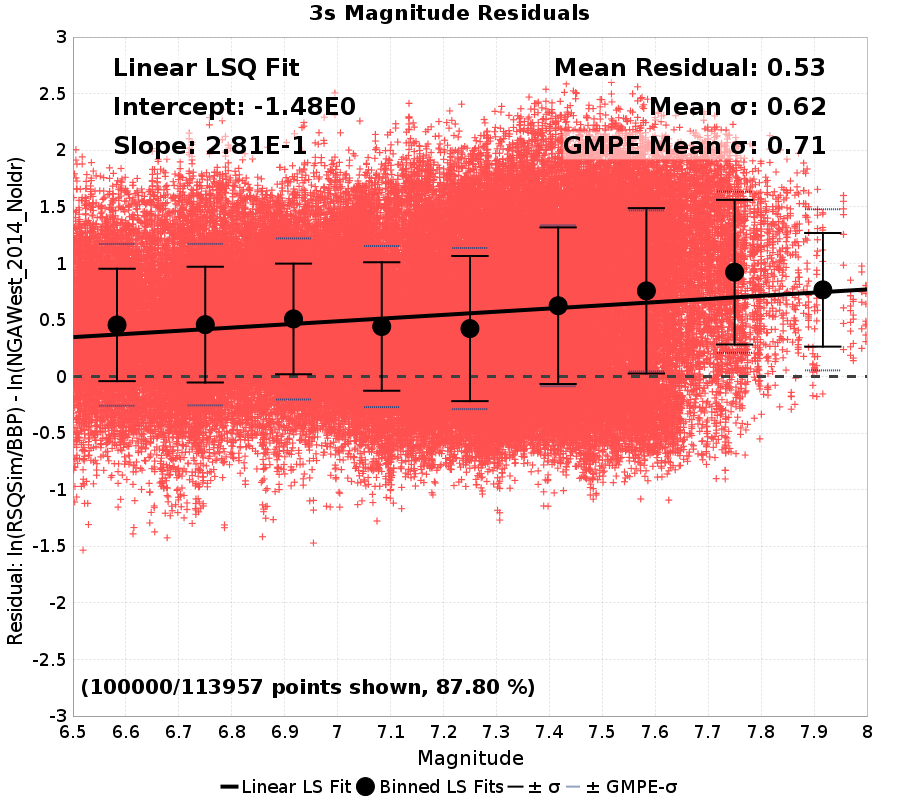 3s Magnitude Residuals
Linear LSQ Fit
Intercept: -1.48E0
Slope: 2.81E-1
Mean Residual: 0.53
Mean σ: 0.62
GMPE Mean σ: 0.71
Residual: ln(RSQSim/BBP) - ln(NGAWest_2014_NoIdr)
3
2.5
2
1.5
1
0.5
0
-0.5
-1
-1.5
-2
-2.5
-3
(100000/113957 points shown, 87.80 %)
6.5 6.6 6.7 6.8 6.9 7 7.1 7.2 7.3 7.4 7.5 7.6 7.7 7.8 7.9 8
Magnitude
Linear LS Fit Binned LS Fits ± σ ± GMPE-σ